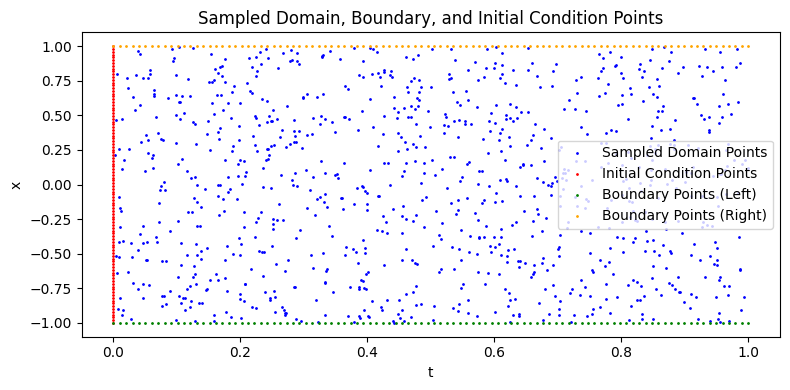 Sampled Domain, Boundary, and Initial Condition Points
1.00
0.75
0.50
0.25
0.00
−0.25
−0.50
−0.75
−1.00
x
Sampled Domain Points
Initial Condition Points
Boundary Points (Left)
Boundary Points (Right)
0.0 0.2 0.4 0.6 0.8 1.0
t